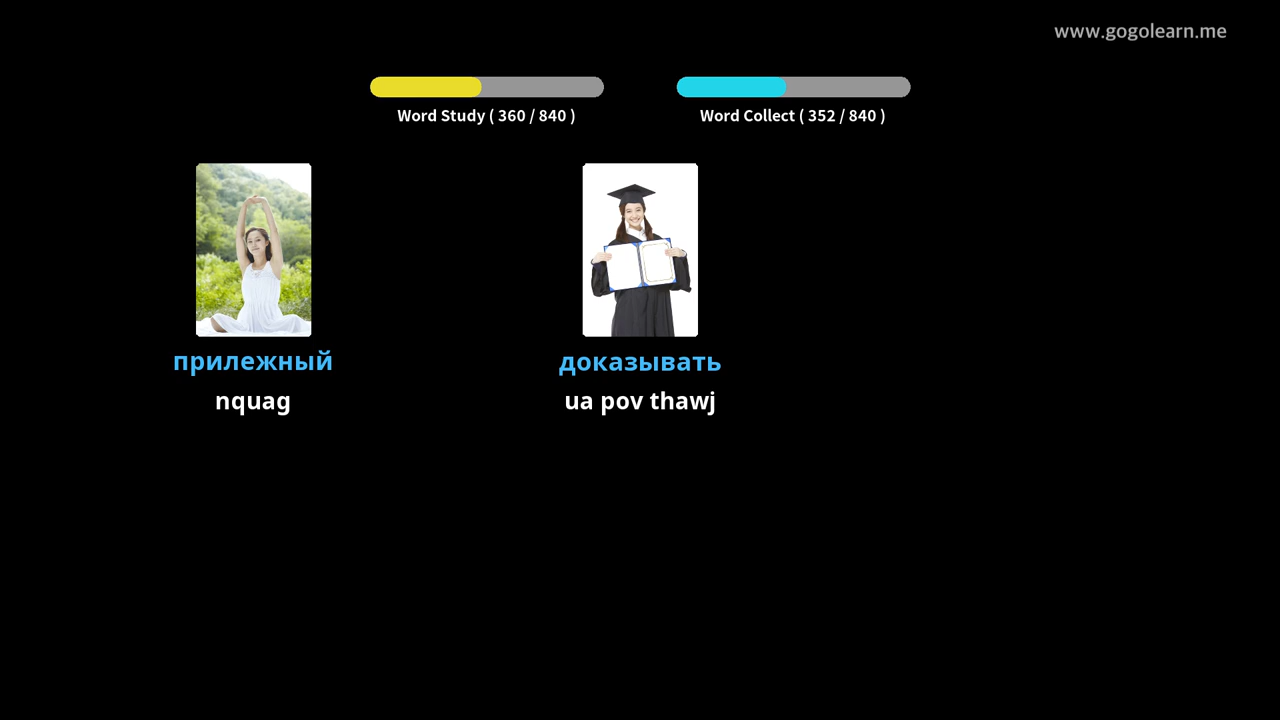 www.gogolearn.me
Word Study ( 360 / 840 )
Word Collect ( 352 / 840 )
прилежный
nquag
доказывать
ua pov thawj